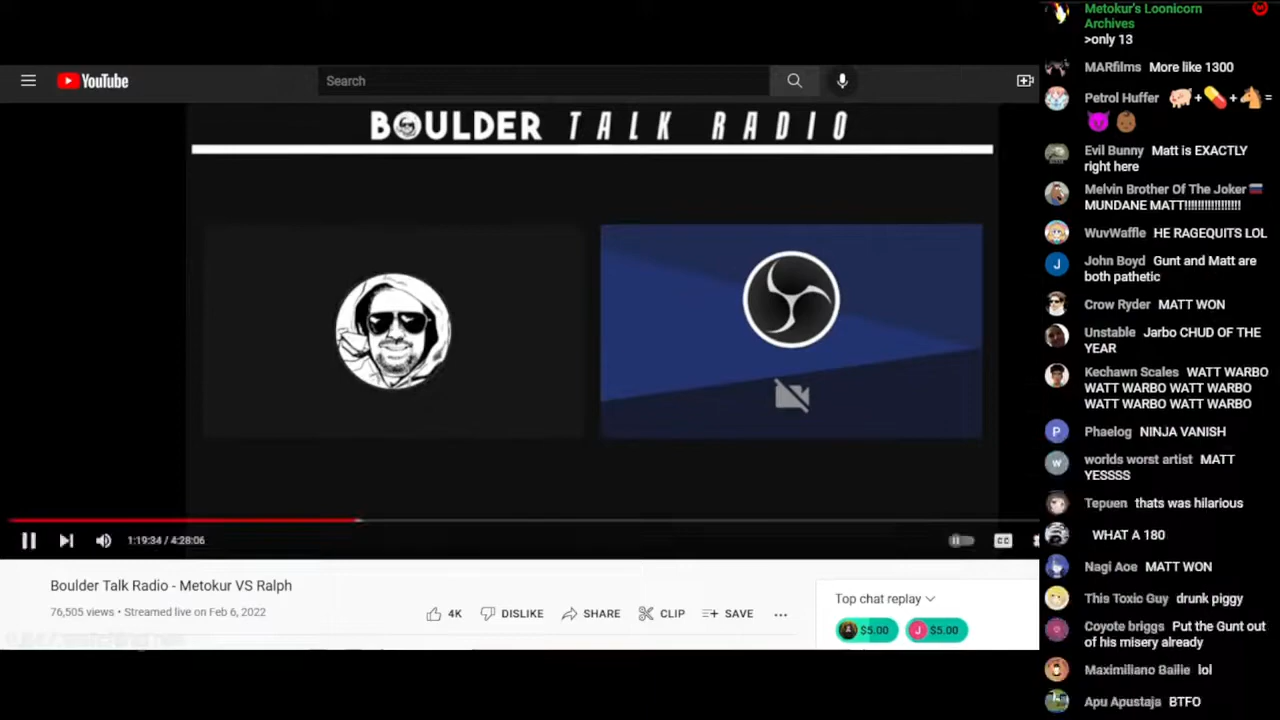 YouTube
Search
BOULDER TALK RADIO
1:19:34 / 4:28:06
CC
Boulder Talk Radio - Metokur VS Ralph
76,505 views • Streamed live on Feb 6, 2022
4K
DISLIKE
SHARE
CLIP
SAVE
Top chat replay
$5.00
J $5.00
Metokur's Loonicorn
Archives
>only 13
MARfilms More like 1300
Petrol Huffer 🐖+💊+🐴=
😈👶🏾
Evil Bunny Matt is EXACTLY
right here
Melvin Brother Of The Joker
MUNDANE MATT!!!!!!!!!!!!!!!!!
WuvWaffle HE RAGEQUITS LOL
J John Boyd Gunt and Matt are
both pathetic
Crow Ryder MATT WON
Unstable Jarbo CHUD OF THE
YEAR
Kechawn Scales WATT WARBO
WATT WARBO WATT WARBO
WATT WARBO WATT WARBO
P Phaelog NINJA VANISH
w worlds worst artist MATT
YESSSS
Tepuen thats was hilarious
WHAT A 180
Nagi Aoe MATT WON
This Toxic Guy drunk piggy
Coyote briggs Put the Gunt out
of his misery already
Maximiliano Bailie lol
Apu Apustaja BTFO